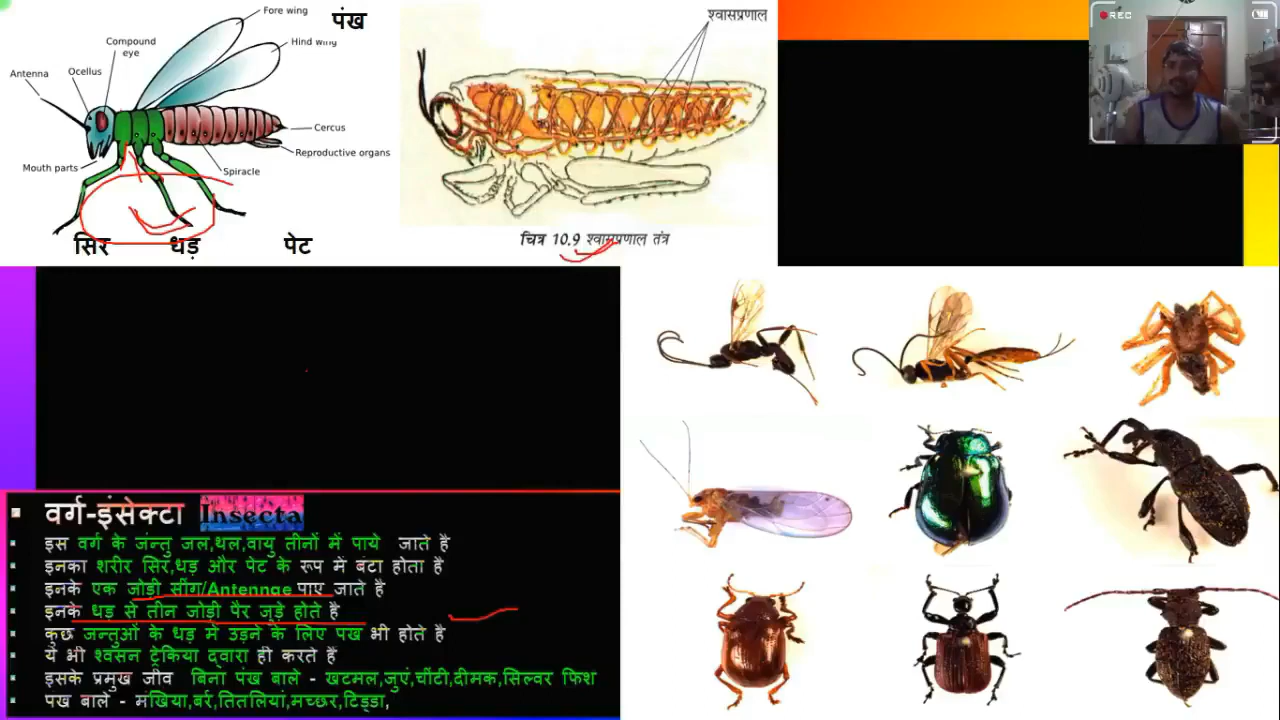 Fore wing
पंख
Hind wing
Compound eye
Ocellus
Antenna
Cercus
Reproductive organs
Mouth parts
Spiracle
सिर धड़ पेट
श्वासप्रणाल
चित्र 10.9 श्वासप्रणाल तंत्र
REC
वर्ग-इंसेक्टा Insecta
इस वर्ग के जंन्तु जल,थल,वायु तीनों में पाये जाते है
इनका शरीर सिर,धड़ और पेट के रूप में बंटा होता है
इनके एक जोड़ी सींग/Antennae पाए जाते है
इनके धड़ से तीन जोड़ी पैर जूड़े होते है
कुछ जन्तुओं के धड़ मे उड़ने के लिए पंख भी होते है
ये भी श्वसन ट्रेकिया द्वारा ही करते है
इसके प्रमुख जीव बिना पंख बाले - खटमल,जुएं,चींटी,दीमक,सिल्वर फिश
पंख बाले - मंखिया,बर्र,तितलियां,मच्छर,टिड्डा,